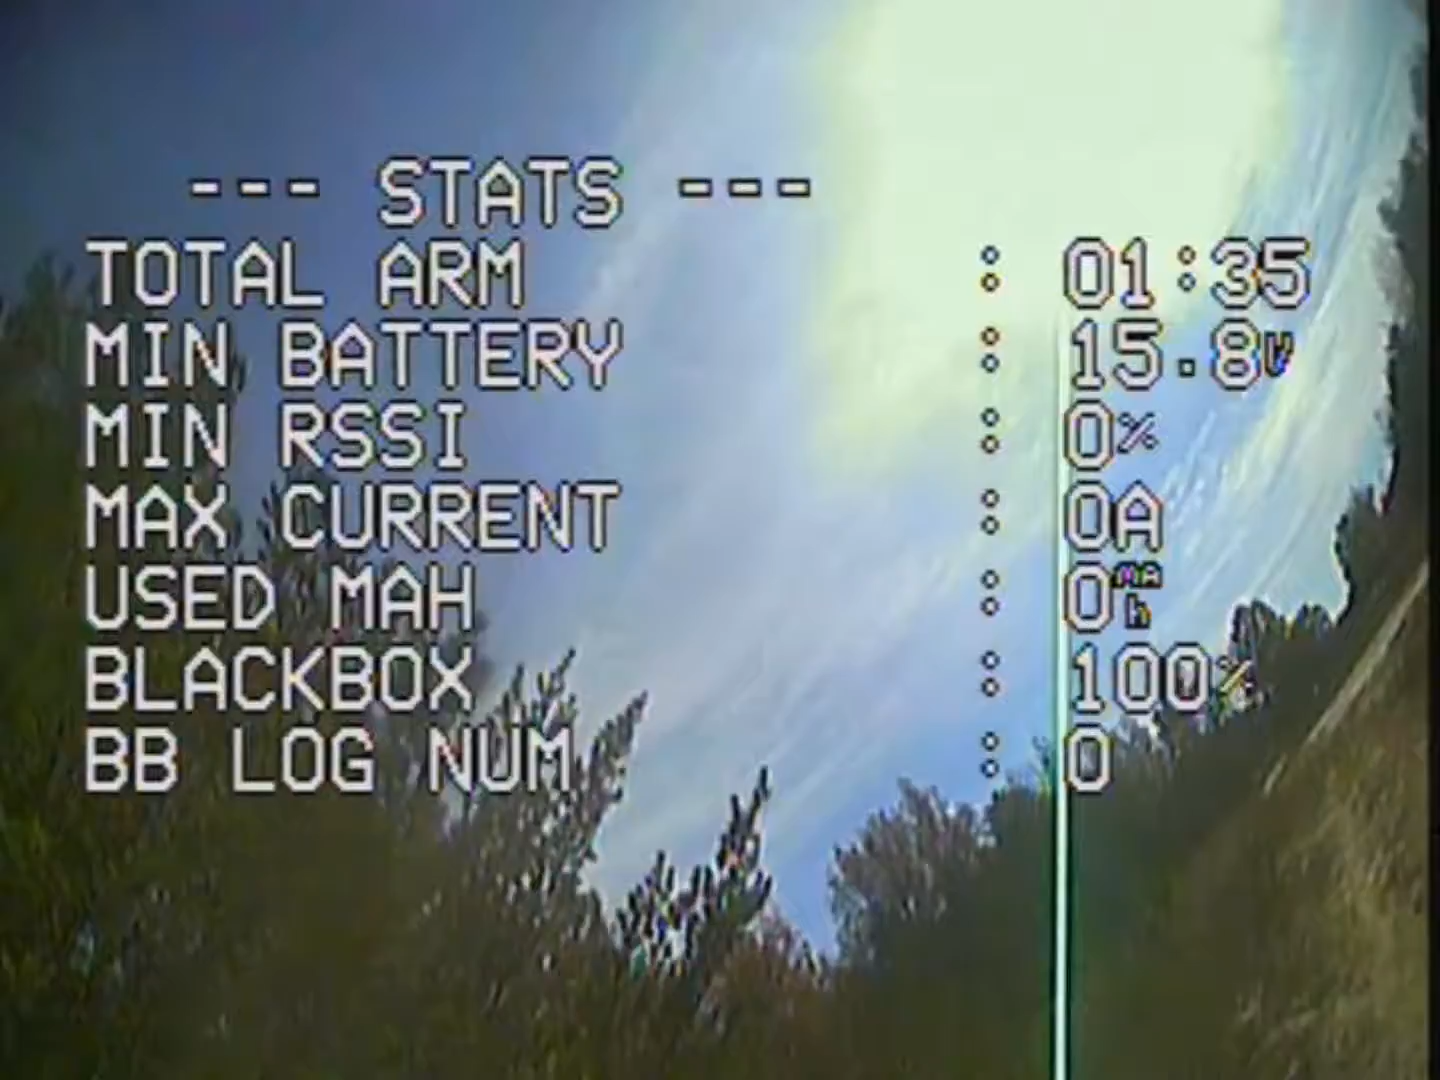 --- STATS ---
TOTAL ARM : 01:35
MIN BATTERY : 15.8V
MIN RSSI : 0%
MAX CURRENT : 0A
USED MAH : 0mAh
BLACKBOX : 100%
BB LOG NUM : 0